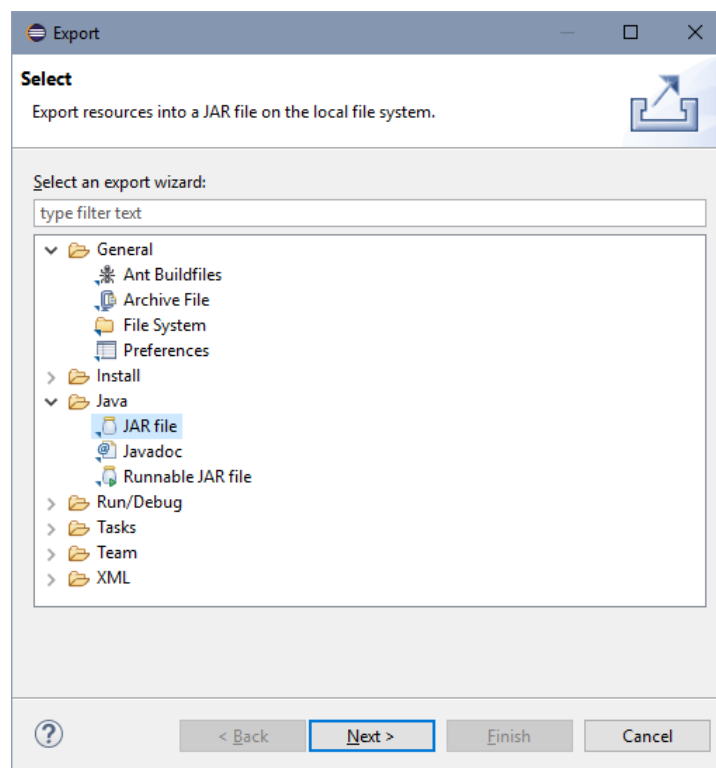 Export
Select
Export resources into a JAR file on the local file system.
Select an export wizard:
type filter text
General
Ant Buildfiles
Archive File
File System
Preferences
Install
Java
JAR file
Javadoc
Runnable JAR file
Run/Debug
Tasks
Team
XML
< Back Next > Finish Cancel